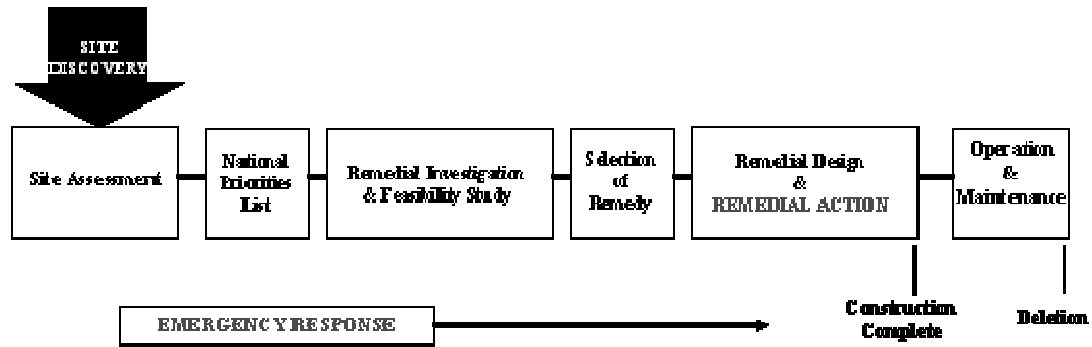 SITE
DISCOVERY
Site Assessment
National
Priorities
List
Remedial Investigation
& Feasibility Study
Selection
of
Remedy
Remedial Design
&
REMEDIAL ACTION
Operation
&
Maintenance
Construction
Complete
Deletion
EMERGENCY RESPONSE